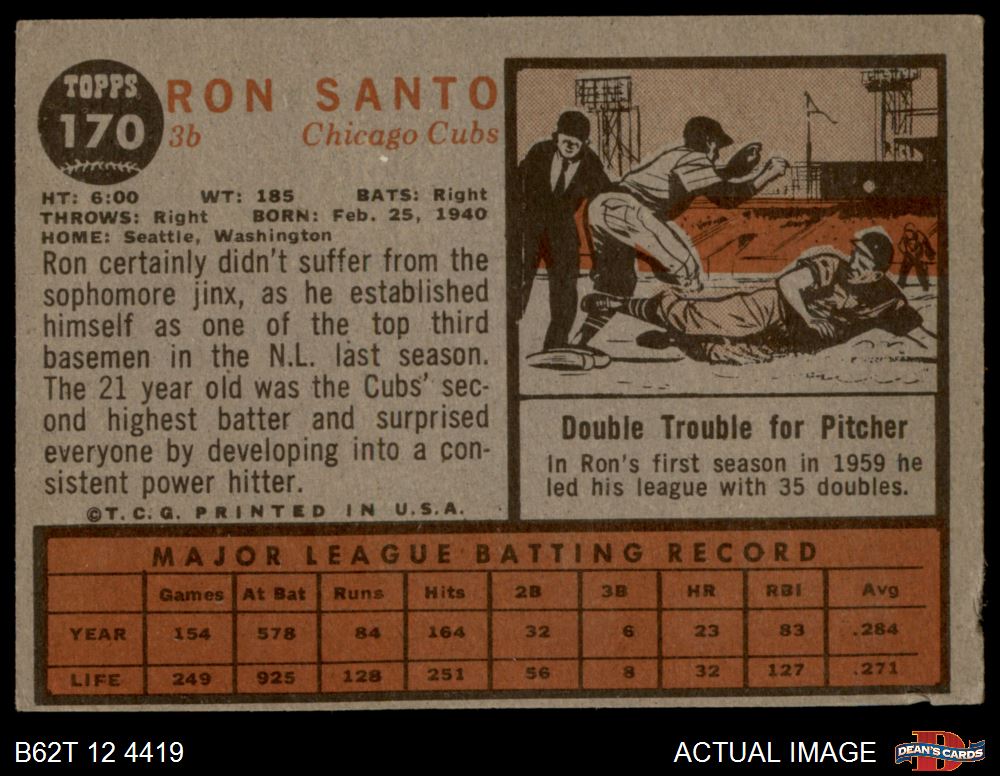 TOPPS
170
RON SANTO
3b Chicago Cubs
HT: 6:00 WT: 185 BATS: Right
THROWS: Right BORN: Feb. 25, 1940
HOME: Seattle, Washington
Ron certainly didn't suffer from the
sophomore jinx, as he established
himself as one of the top third
basemen in the N.L. last season.
The 21 year old was the Cubs' sec-
ond highest batter and surprised
everyone by developing into a con-
sistent power hitter.
©T.C.G. PRINTED IN U.S.A.
Double Trouble for Pitcher
In Ron's first season in 1959 he
led his league with 35 doubles.
MAJOR LEAGUE BATTING RECORD
Games At Bat Runs Hits 2B 3B HR RBI Avg
YEAR 154 578 84 164 32 6 23 83 .284
LIFE 249 925 128 251 56 8 32 127 .271
B62T 12 4419
ACTUAL IMAGE
D
DEAN'S CARDS